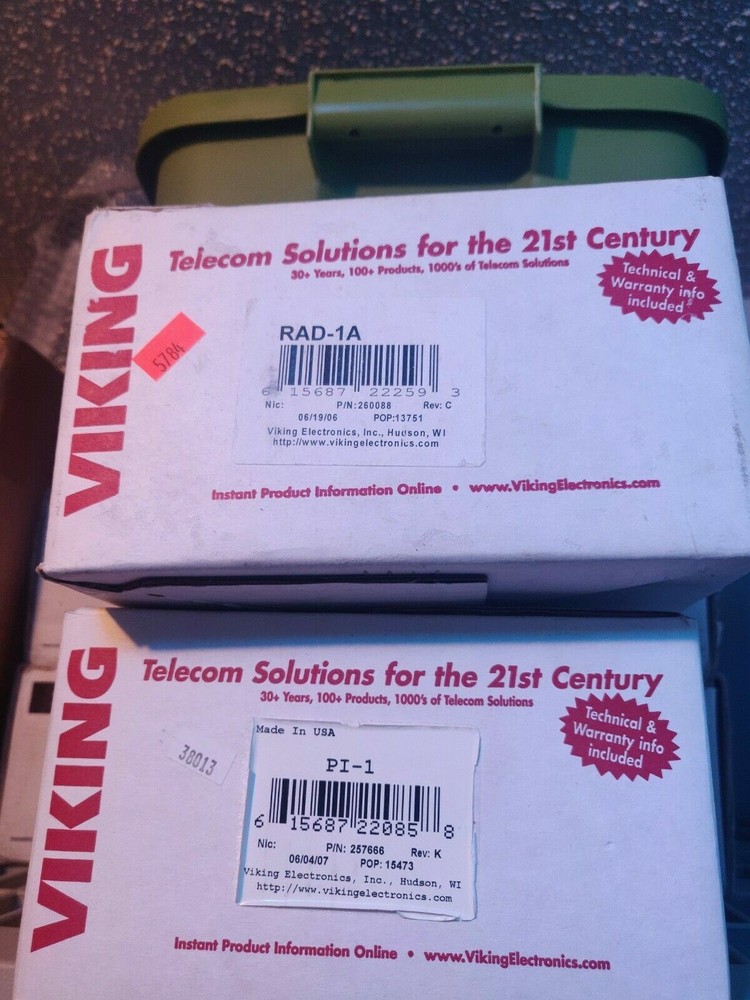 VIKING
Telecom Solutions for the 21st Century
30+ Years, 100+ Products, 1000's of Telecom Solutions
Technical &
Warranty info
included
5784
RAD-1A
6 15687 22259 3
Nic: P/N:260088 Rev: C
06/19/06 POP:13751
Viking Electronics, Inc., Hudson, WI
http://www.vikingelectronics.com
Instant Product Information Online • www.VikingElectronics.com
VIKING
Telecom Solutions for the 21st Century
30+ Years, 100+ Products, 1000's of Telecom Solutions
Technical &
Warranty info
included
38013
Made In USA
PI-1
6 15687 22085 8
Nic: P/N: 257666 Rev: K
06/04/07 POP: 15473
Viking Electronics, Inc., Hudson, WI
http://www.vikingelectronics.com
Instant Product Information Online • www.VikingElectronics.com